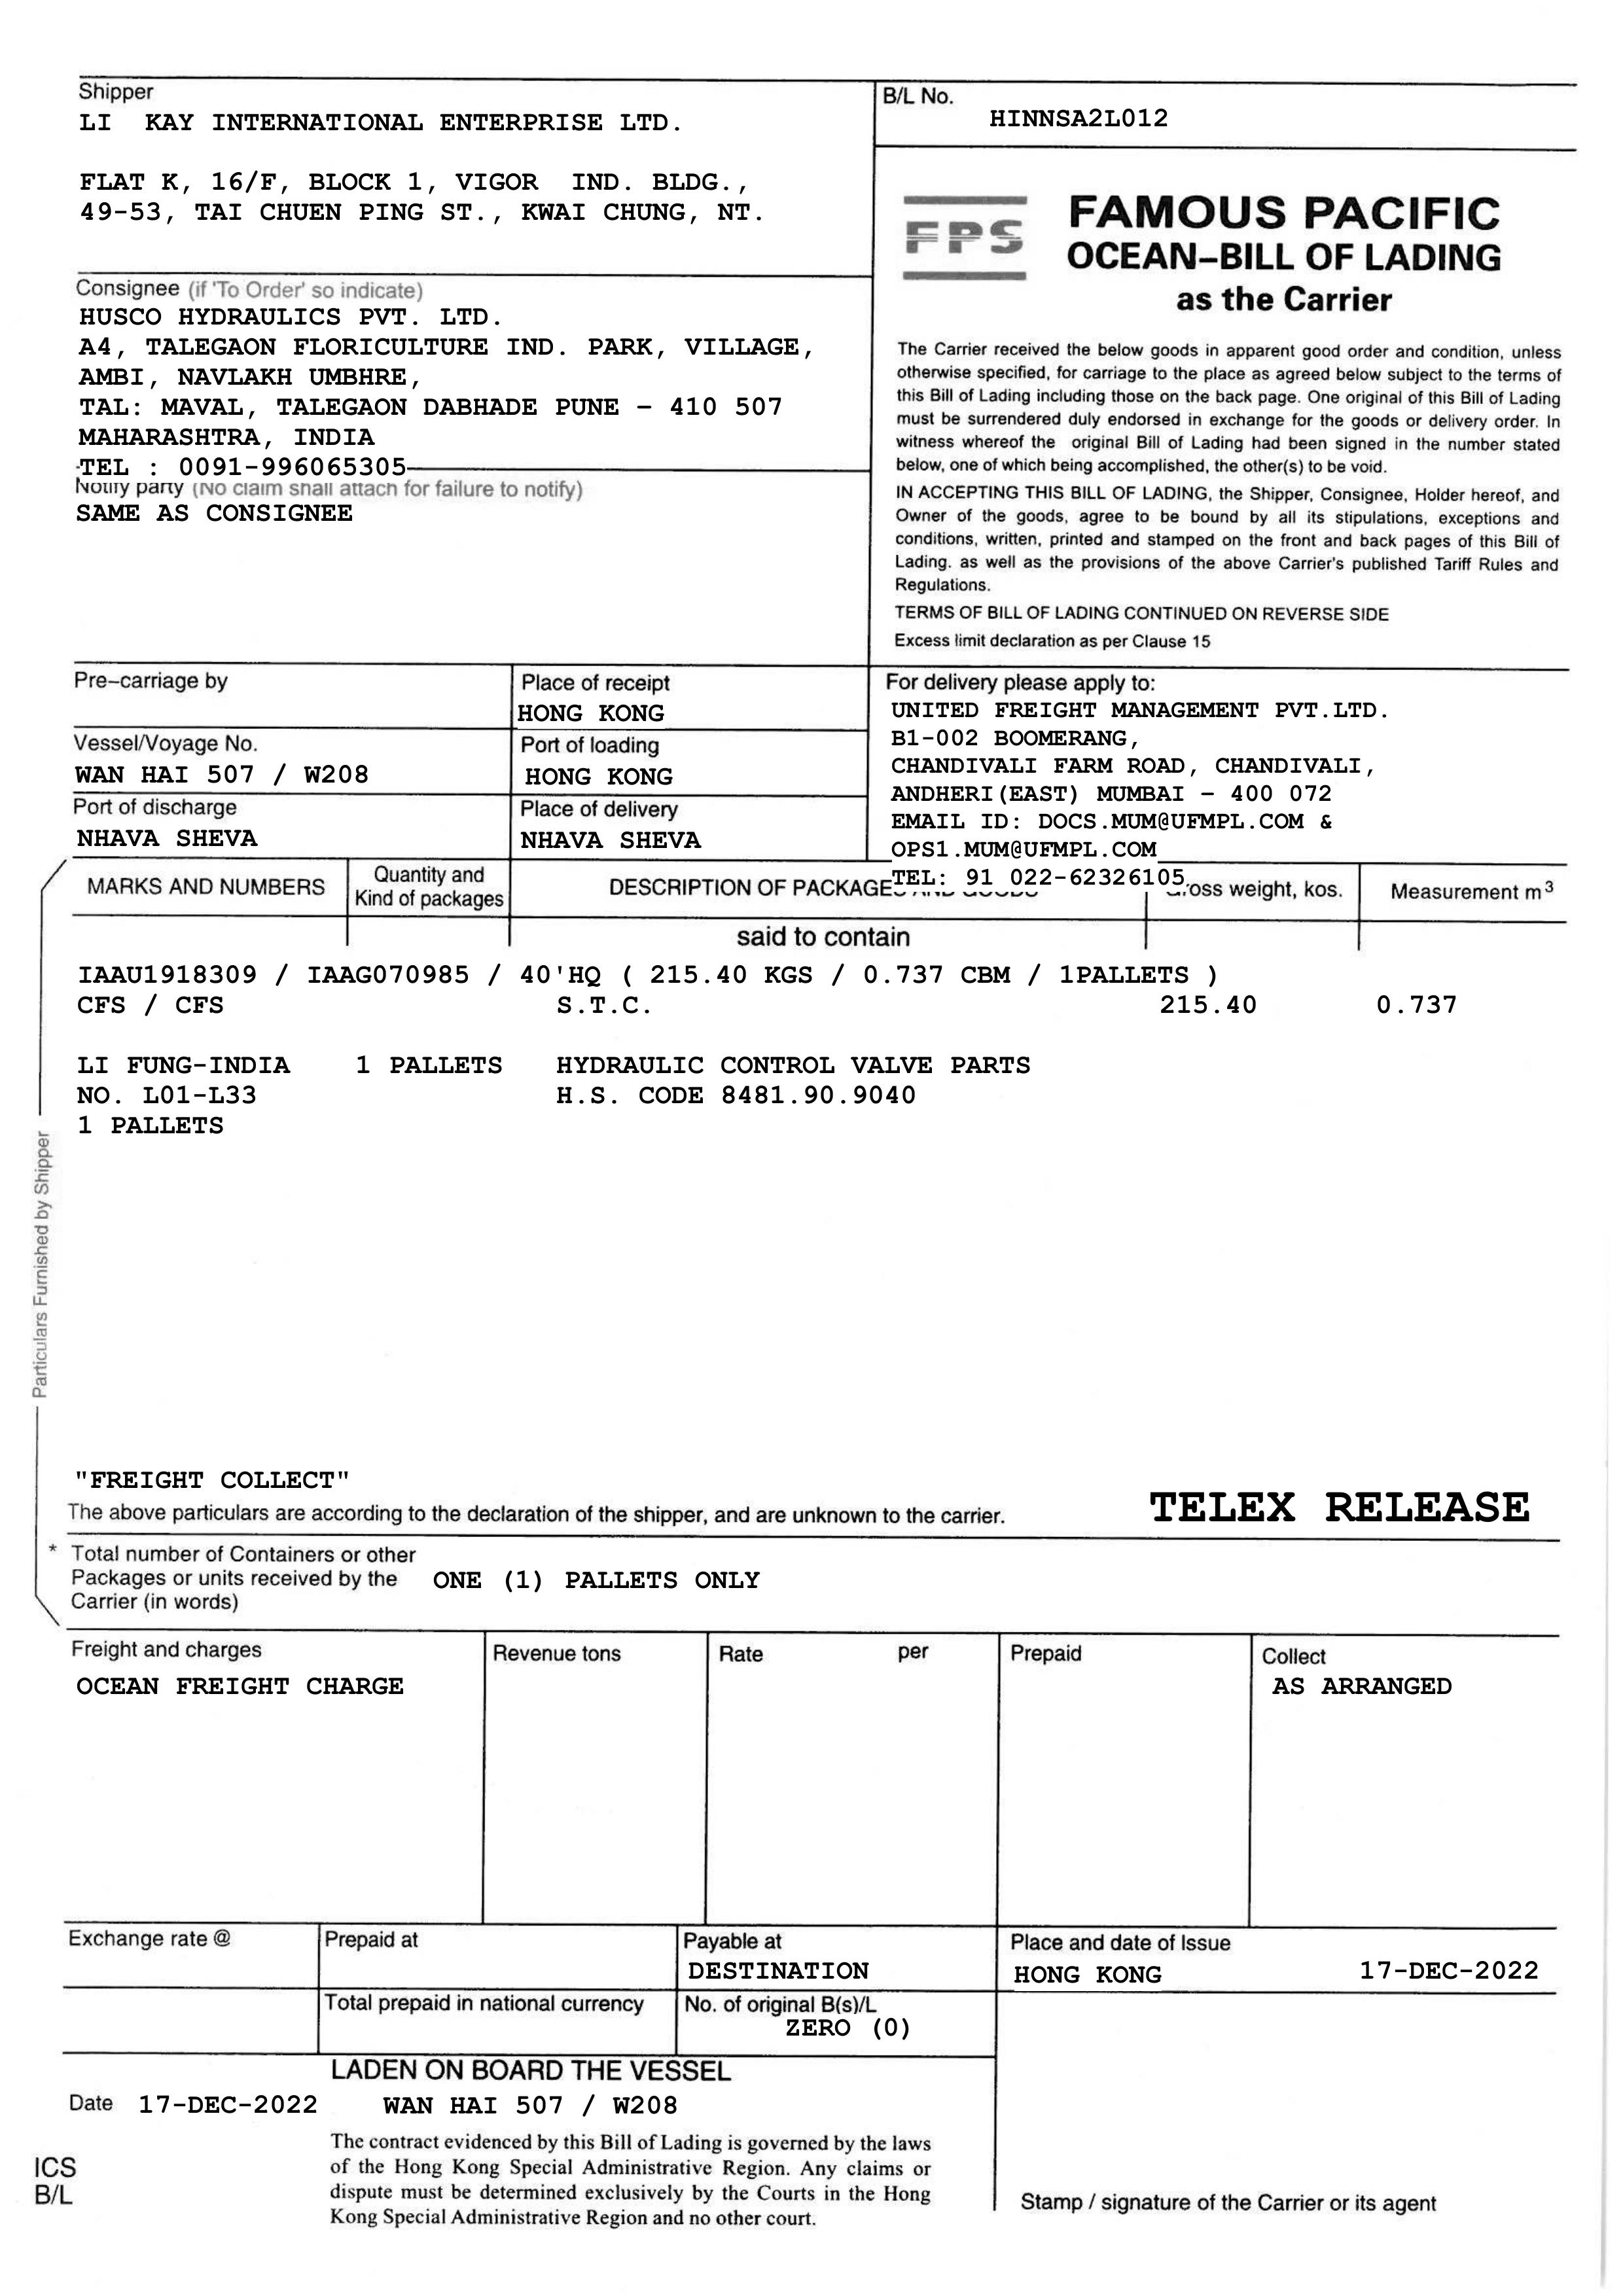 Shipper
LI KAY INTERNATIONAL ENTERPRISE LTD.
FLAT K, 16/F, BLOCK 1, VIGOR IND. BLDG.,
49-53, TAI CHUEN PING ST., KWAI CHUNG, NT.
B/L No.
HINNSA2L012
FPS
FAMOUS PACIFIC
OCEAN-BILL OF LADING
as the Carrier
Consignee (if 'To Order' so indicate)
HUSCO HYDRAULICS PVT. LTD.
A4, TALEGAON FLORICULTURE IND. PARK, VILLAGE,
AMBI, NAVLAKH UMBHRE,
TAL: MAVAL, TALEGAON DABHADE PUNE - 410 507
MAHARASHTRA, INDIA
TEL : 0091-996065305
Notify party (No claim shall attach for failure to notify)
SAME AS CONSIGNEE
The Carrier received the below goods in apparent good order and condition, unless
otherwise specified, for carriage to the place as agreed below subject to the terms of
this Bill of Lading including those on the back page. One original of this Bill of Lading
must be surrendered duly endorsed in exchange for the goods or delivery order. In
witness whereof the original Bill of Lading had been signed in the number stated
below, one of which being accomplished, the other(s) to be void.
IN ACCEPTING THIS BILL OF LADING, the Shipper, Consignee, Holder hereof, and
Owner of the goods, agree to be bound by all its stipulations, exceptions and
conditions, written, printed and stamped on the front and back pages of this Bill of
Lading. as well as the provisions of the above Carrier's published Tariff Rules and
Regulations.
TERMS OF BILL OF LADING CONTINUED ON REVERSE SIDE
Excess limit declaration as per Clause 15
Pre-carriage by
Place of receipt
HONG KONG
Vessel/Voyage No.
WAN HAI 507 / W208
Port of loading
HONG KONG
Port of discharge
NHAVA SHEVA
Place of delivery
NHAVA SHEVA
For delivery please apply to:
UNITED FREIGHT MANAGEMENT PVT.LTD.
B1-002 BOOMERANG,
CHANDIVALI FARM ROAD, CHANDIVALI,
ANDHERI(EAST) MUMBAI - 400 072
EMAIL ID: DOCS.MUM@UFMPL.COM &
OPS1.MUM@UFMPL.COM
TEL: 91 022-62326105
MARKS AND NUMBERS
Quantity and
Kind of packages
DESCRIPTION OF PACKAGES AND GOODS
Gross weight, kos.
Measurement m³
said to contain
IAAU1918309 / IAAG070985 / 40'HQ ( 215.40 KGS / 0.737 CBM / 1PALLETS )
CFS / CFS S.T.C. 215.40 0.737
LI FUNG-INDIA 1 PALLETS HYDRAULIC CONTROL VALVE PARTS
NO. L01-L33 H.S. CODE 8481.90.9040
1 PALLETS
Particulars Furnished by Shipper
"FREIGHT COLLECT"
The above particulars are according to the declaration of the shipper, and are unknown to the carrier.
TELEX RELEASE
* Total number of Containers or other
Packages or units received by the
Carrier (in words)
ONE (1) PALLETS ONLY
Freight and charges
OCEAN FREIGHT CHARGE
Revenue tons
Rate per
Prepaid
Collect
AS ARRANGED
Exchange rate @
Prepaid at
Payable at
DESTINATION
Place and date of Issue
HONG KONG 17-DEC-2022
Total prepaid in national currency
No. of original B(s)/L
ZERO (0)
LADEN ON BOARD THE VESSEL
Date 17-DEC-2022 WAN HAI 507 / W208
The contract evidenced by this Bill of Lading is governed by the laws
of the Hong Kong Special Administrative Region. Any claims or
dispute must be determined exclusively by the Courts in the Hong
Kong Special Administrative Region and no other court.
ICS
B/L
Stamp / signature of the Carrier or its agent